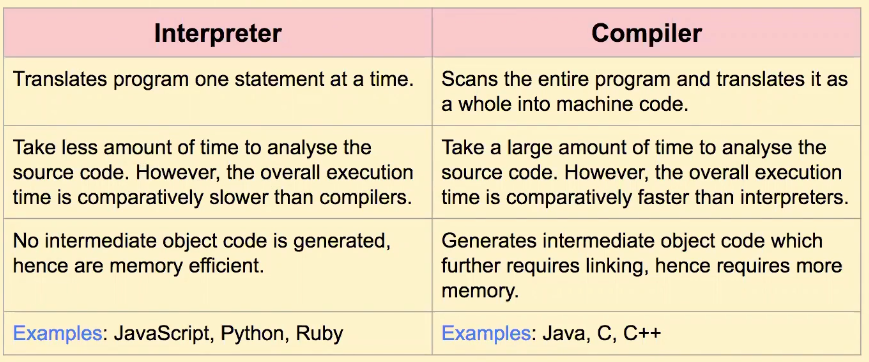 Interpreter
Compiler
Translates program one statement at a time.
Scans the entire program and translates it as
a whole into machine code.
Take less amount of time to analyse the
source code. However, the overall execution
time is comparatively slower than compilers.
Take a large amount of time to analyse the
source code. However, the overall execution
time is comparatively faster than interpreters.
No intermediate object code is generated,
hence are memory efficient.
Generates intermediate object code which
further requires linking, hence requires more
memory.
Examples: JavaScript, Python, Ruby
Examples: Java, C, C++